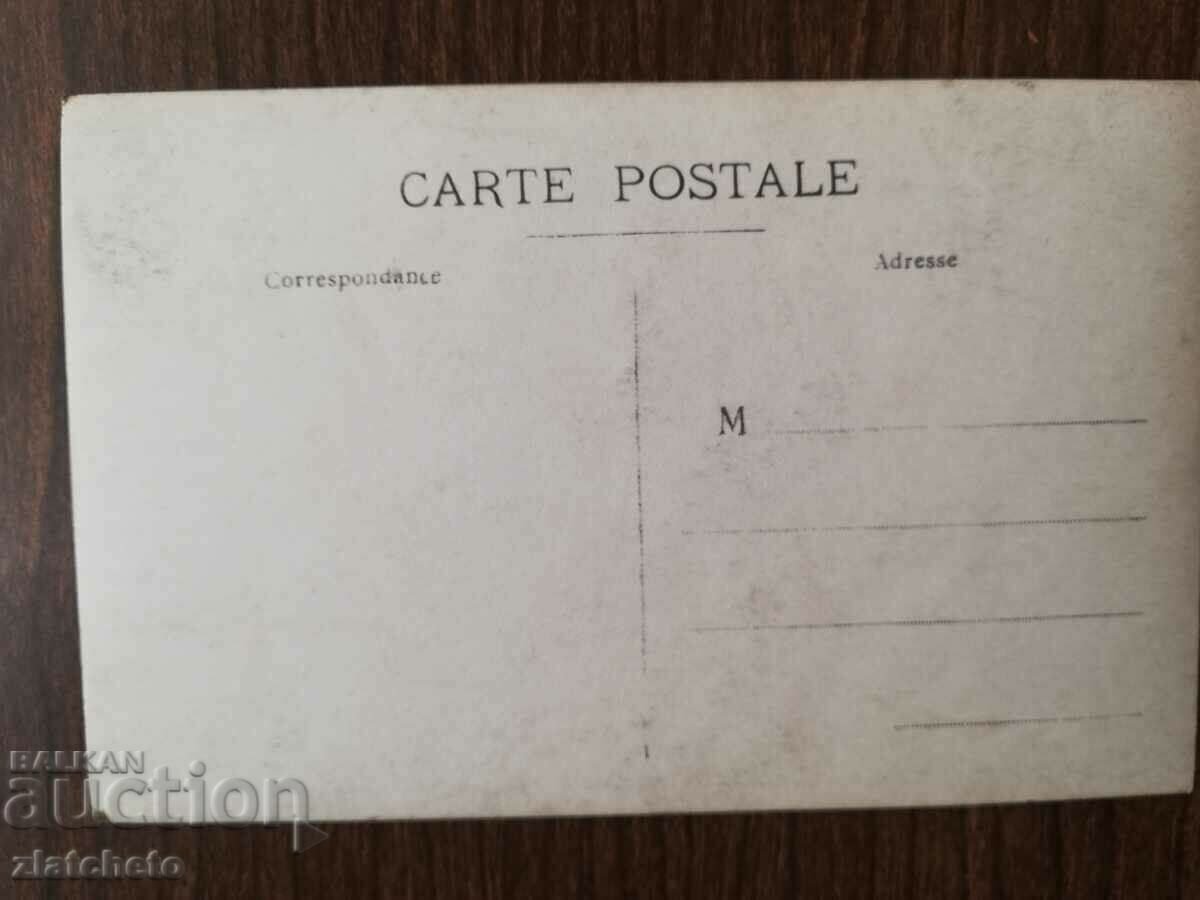 CARTE POSTALE
Correspondance
Adresse
M
BALKAN
auction
zlatcheto